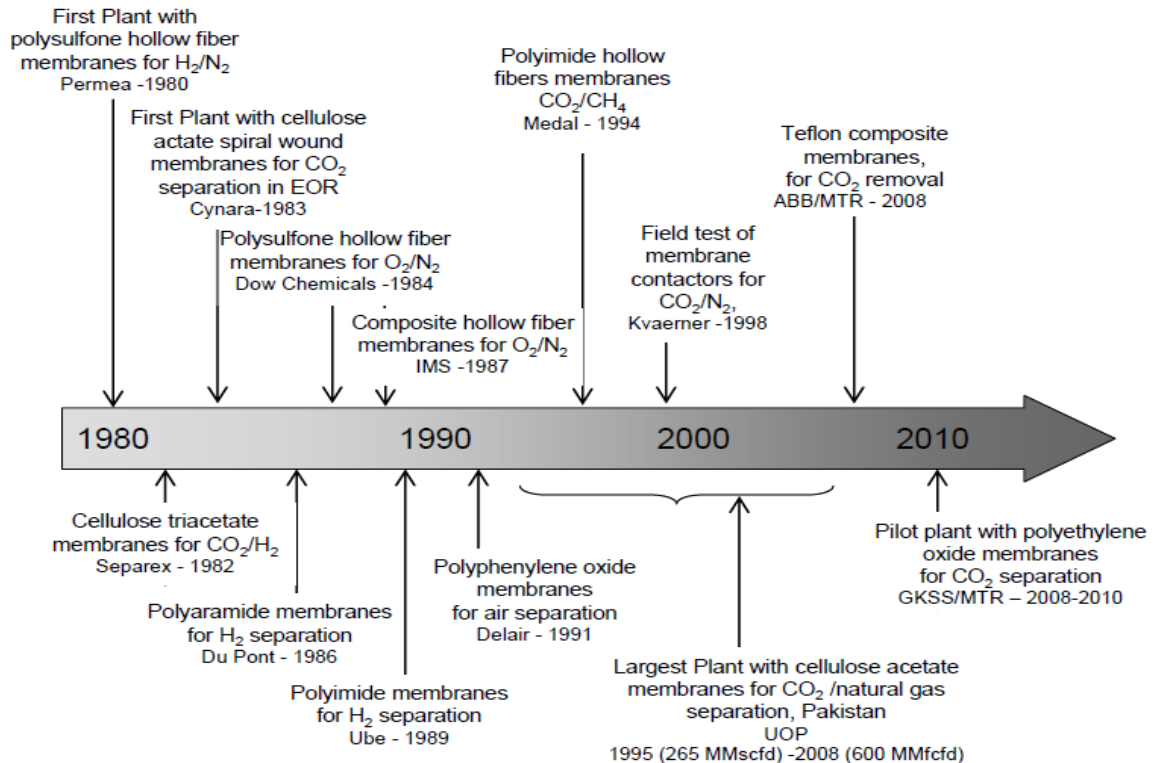 First Plant with
polysulfone hollow fiber
membranes for H₂/N₂
Permea -1980
First Plant with cellulose
actate spiral wound
membranes for CO₂
separation in EOR
Cynara-1983
Polysulfone hollow fiber
membranes for O₂/N₂
Dow Chemicals -1984
Composite hollow fiber
membranes for O₂/N₂
IMS -1987
Polyimide hollow
fibers membranes
CO₂/CH₄
Medal - 1994
Field test of
membrane
contactors for
CO₂/N₂,
Kvaerner -1998
Teflon composite
membranes,
for CO₂ removal
ABB/MTR - 2008
1980 1990 2000 2010
Cellulose triacetate
membranes for CO₂/H₂
Separex - 1982
Polyaramide membranes
for H₂ separation
Du Pont - 1986
Polyimide membranes
for H₂ separation
Ube - 1989
Polyphenylene oxide
membranes
for air separation
Delair - 1991
Largest Plant with cellulose acetate
membranes for CO₂ /natural gas
separation, Pakistan
UOP
1995 (265 MMscfd) -2008 (600 MMfcfd)
Pilot plant with polyethylene
oxide membranes
for CO₂ separation
GKSS/MTR – 2008-2010